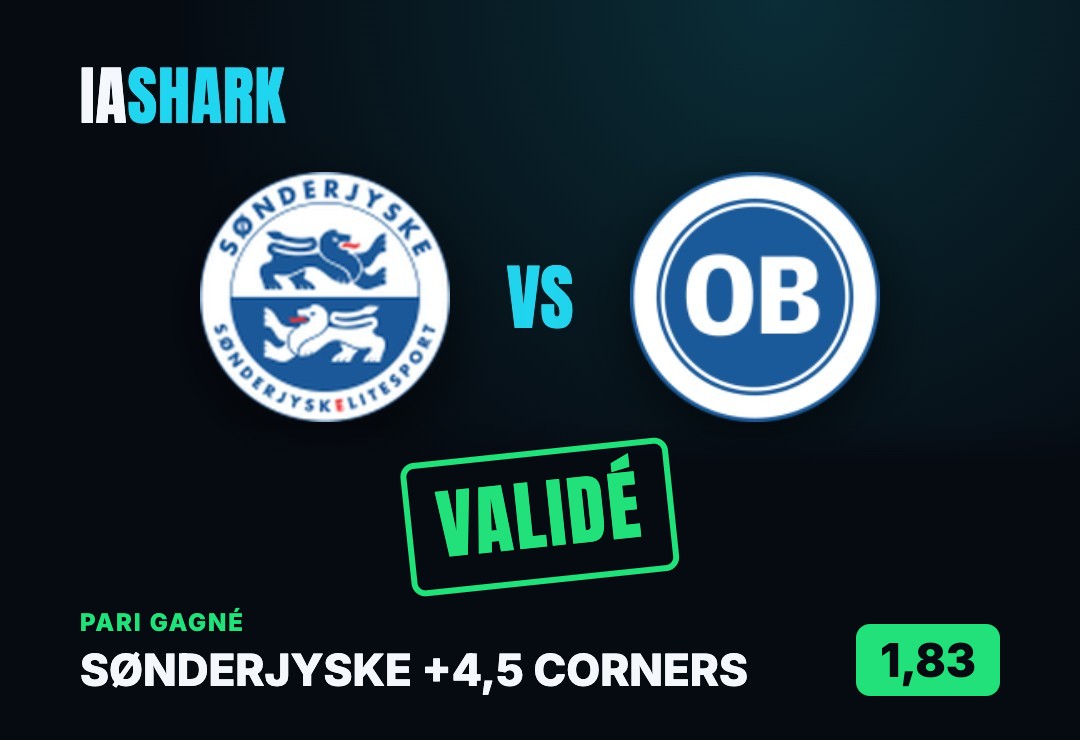 IASHARK
SØNDERJYSKE
SØNDERJYSKELITESPORT
VS
OB
VALIDÉ
PARI GAGNÉ
SØNDERJYSKE +4,5 CORNERS
1,83